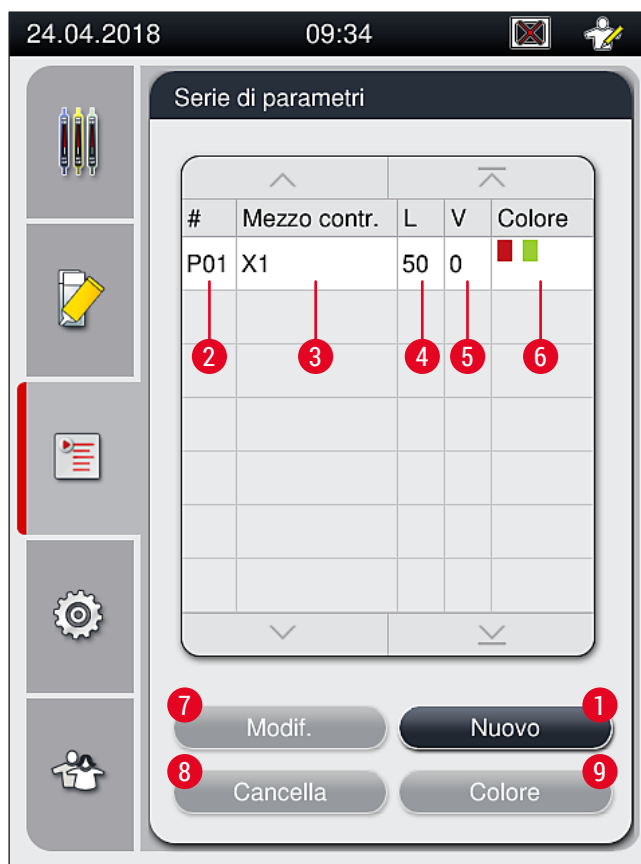 24.04.2018 09:34
Serie di parametri
# Mezzo contr. L V Colore
P01 X1 50 0
2 3 4 5 6
7 Modif. Nuovo 1
8 Cancella Colore 9